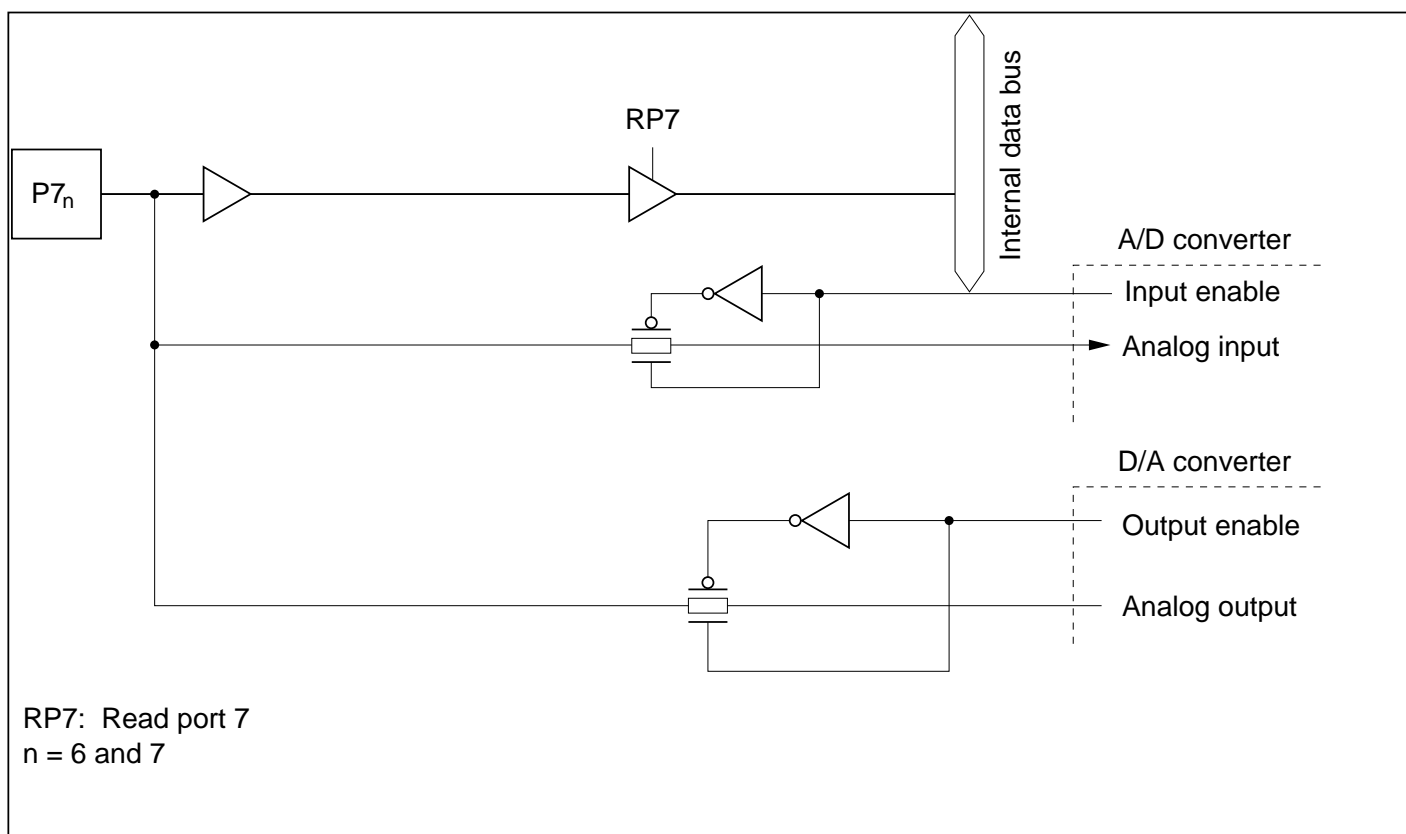 RP7
P7n
Internal data bus
A/D converter
Input enable
Analog input
D/A converter
Output enable
Analog output
RP7: Read port 7
n = 6 and 7